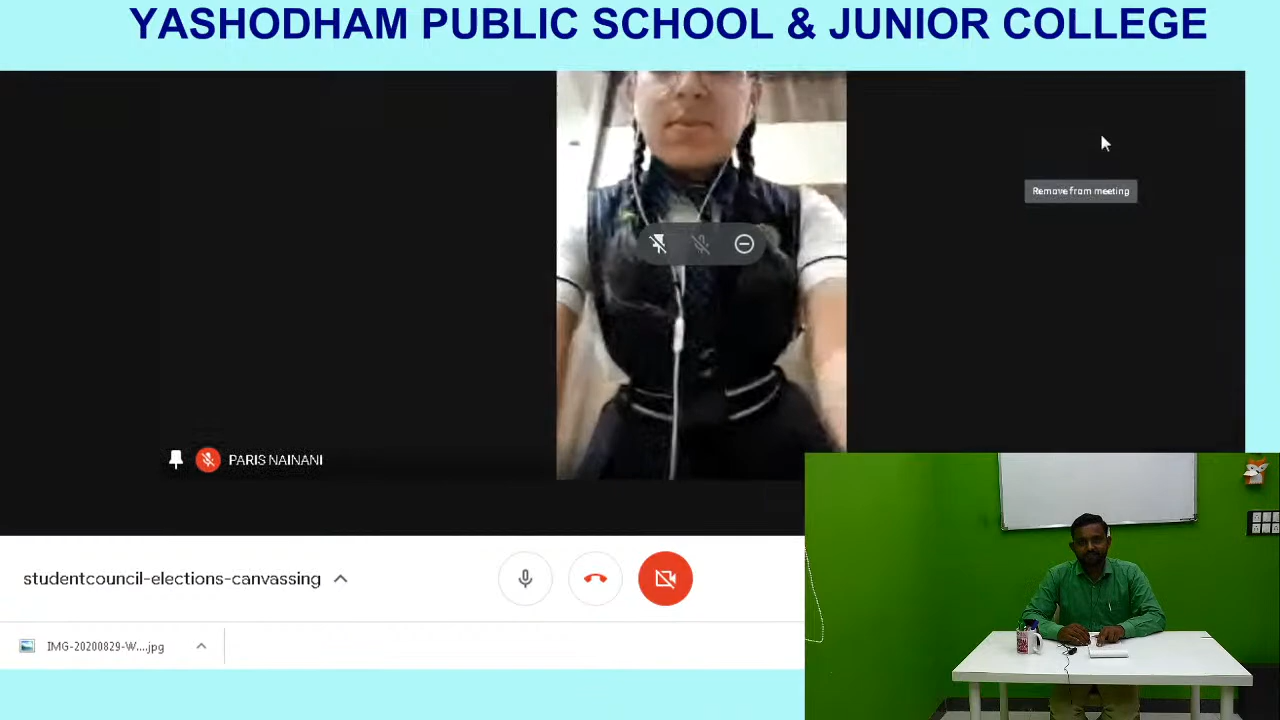 YASHODHAM PUBLIC SCHOOL & JUNIOR COLLEGE
Remove from meeting
PARIS NAINANI
studentcouncil-elections-canvassing
IMG-20200829-W....jpg